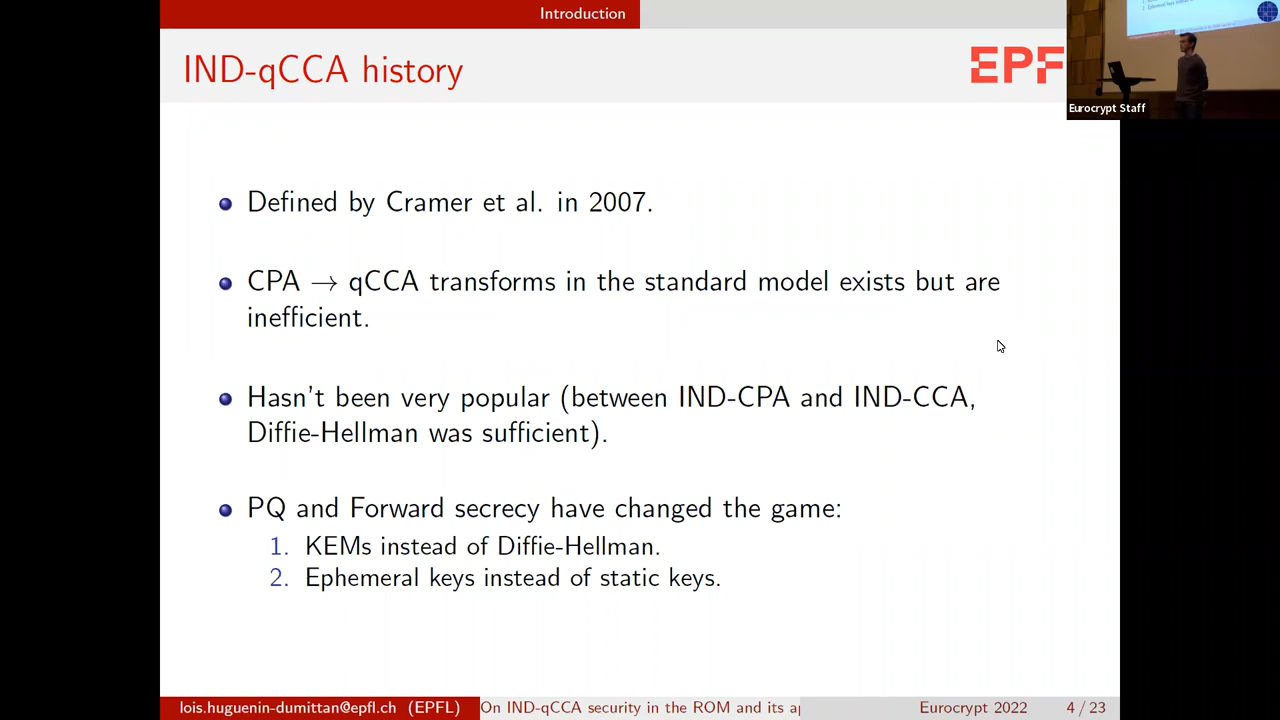 Introduction
IND-qCCA history
EPF
Eurocrypt Staff
Defined by Cramer et al. in 2007.
CPA → qCCA transforms in the standard model exists but are
inefficient.
Hasn't been very popular (between IND-CPA and IND-CCA,
Diffie-Hellman was sufficient).
PQ and Forward secrecy have changed the game:
1. KEMs instead of Diffie-Hellman.
2. Ephemeral keys instead of static keys.
lois.huguenin-dumittan@epfl.ch (EPFL)
On IND-qCCA security in the ROM and its a
Eurocrypt 2022
4 / 23